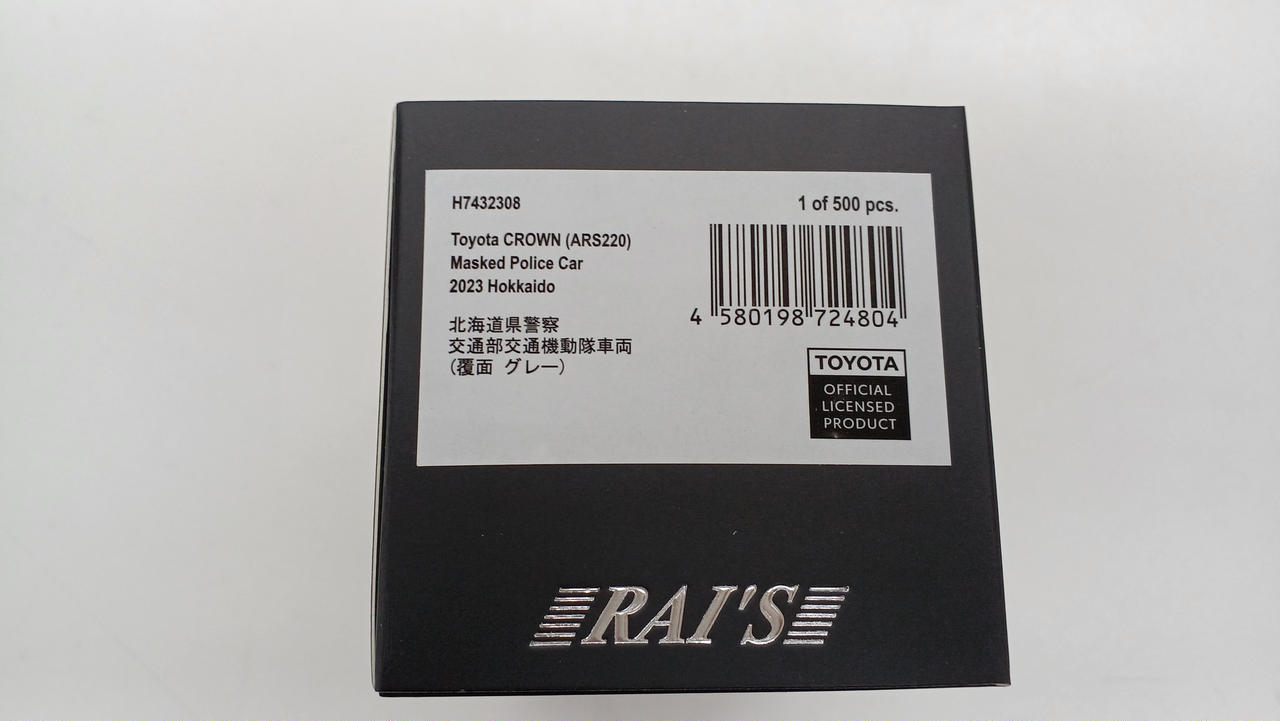 H7432308
1 of 500 pcs.
Toyota CROWN (ARS220)
Masked Police Car
2023 Hokkaido
北海道県警察
交通部交通機動隊車両
(覆面 グレー)
4 580198 724804
TOYOTA
OFFICIAL
LICENSED
PRODUCT
RAI'S